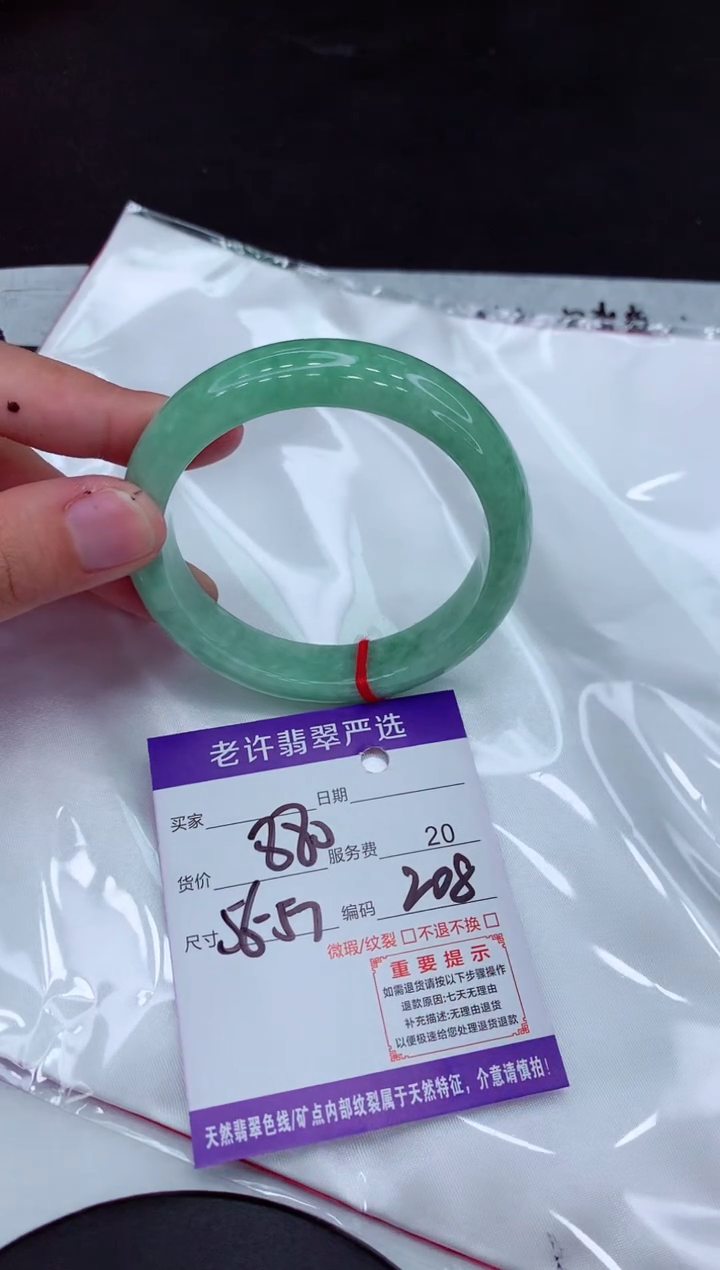 老许翡翠严选
买家 日期
货价 880 服务费 20
尺寸 56-57 编码 208
微瑕/纹裂 □ 不退不换 □
重要提示
如需退货请按以下步骤操作
退款原因:七天无理由
补充描述:无理由退货
以便极速给您处理退货退款
天然翡翠色线/矿点内部纹裂属于天然特征，介意请慎拍!